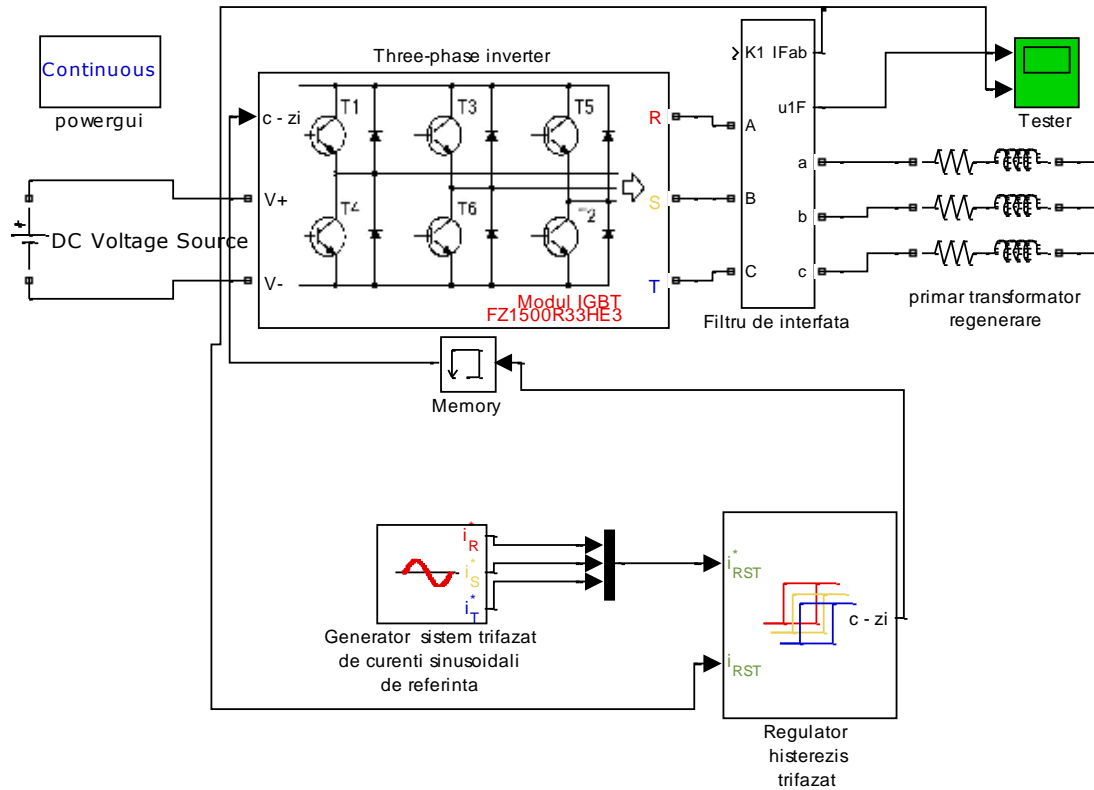 Continuous
powergui
Three-phase inverter
c - zi
V+
V-
T1
T3
T5
T4
T6
R
S
T
Modul IGBT
FZ1500R33HE3
DC Voltage Source
+
K1
IFab
u1F
A
B
C
a
b
c
Filtru de interfata
Tester
primar transformator
regenerare
Memory
i*R
i*S
i*T
Generator sistem trifazat
de curenti sinusoidali
de referinta
i*RST
iRST
c - zi
Regulator
histerezis
trifazat